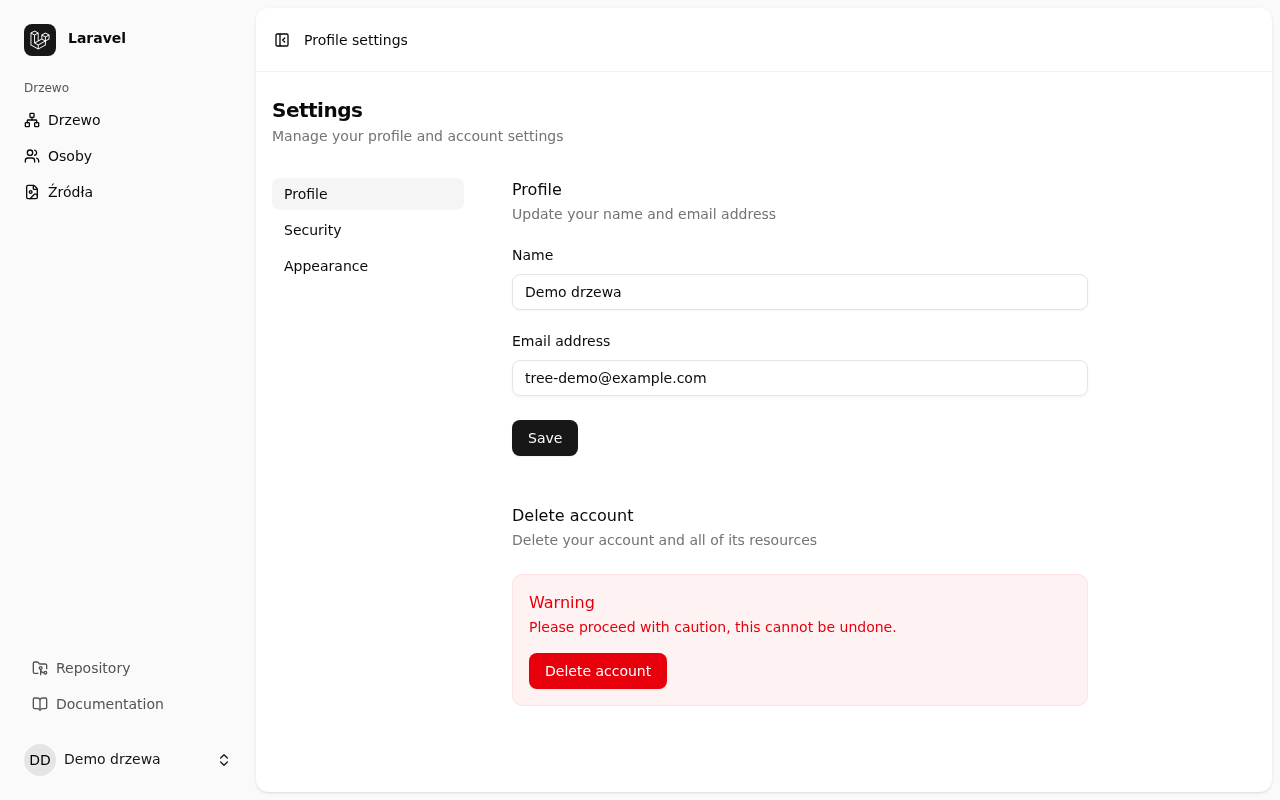 Laravel
Drzewo
Drzewo
Osoby
Źródła
Repository
Documentation
DD
Demo drzewa
Profile settings
Settings
Manage your profile and account settings
Profile
Security
Appearance
Profile
Update your name and email address
Name
Demo drzewa
Email address
tree-demo@example.com
Save
Delete account
Delete your account and all of its resources
Warning
Please proceed with caution, this cannot be undone.
Delete account